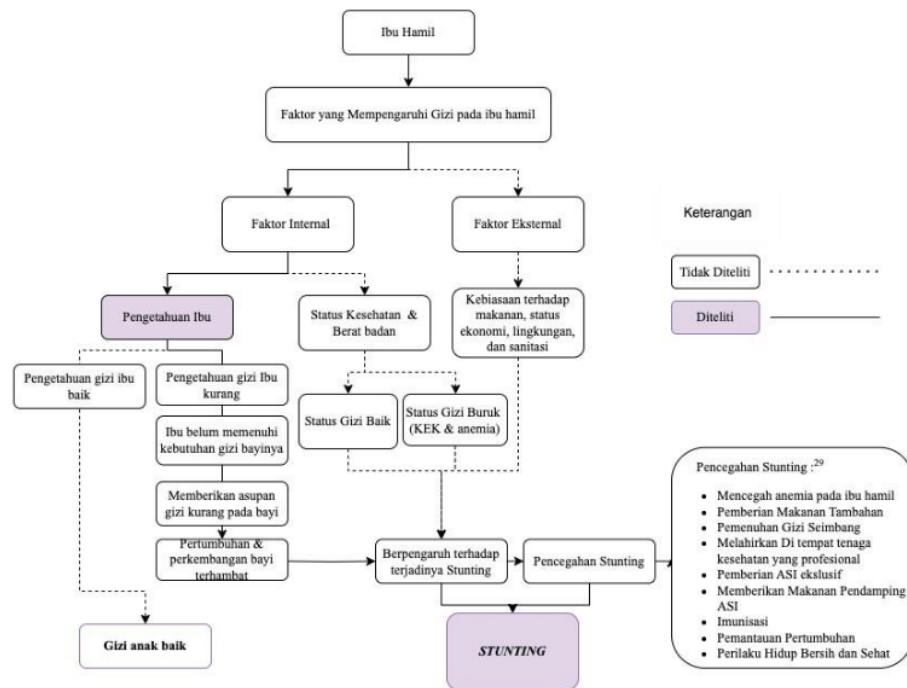 Ibu Hamil
Faktor yang Mempengaruhi Gizi pada ibu hamil
Faktor Internal
Faktor Eksternal
Keterangan
Tidak Diteliti
Diteliti
Pengetahuan Ibu
Status Kesehatan &
Berat badan
Kebiasaan terhadap
makanan, status
ekonomi, lingkungan,
dan sanitasi
Pengetahuan gizi ibu
baik
Pengetahuan gizi Ibu
kurang
Status Gizi Baik
Status Gizi Buruk
(KEK & anemia)
Ibu belum memenuhi
kebutuhan gizi bayinya
Memberikan asupan
gizi kurang pada bayi
Pertumbuhan &
perkembangan bayi
terhambat
Berpengaruh terhadap
terjadinya Stunting
Pencegahan Stunting
Pencegahan Stunting :29
• Mencegah anemia pada ibu hamil
• Pemberian Makanan Tambahan
• Pemenuhan Gizi Seimbang
• Melahirkan Di tempat tenaga
kesehatan yang profesional
• Pemberian ASI ekslusif
• Memberikan Makanan Pendamping
ASI
• Imunisasi
• Pemantauan Pertumbuhan
• Perilaku Hidup Bersih dan Sehat
Gizi anak baik
STUNTING